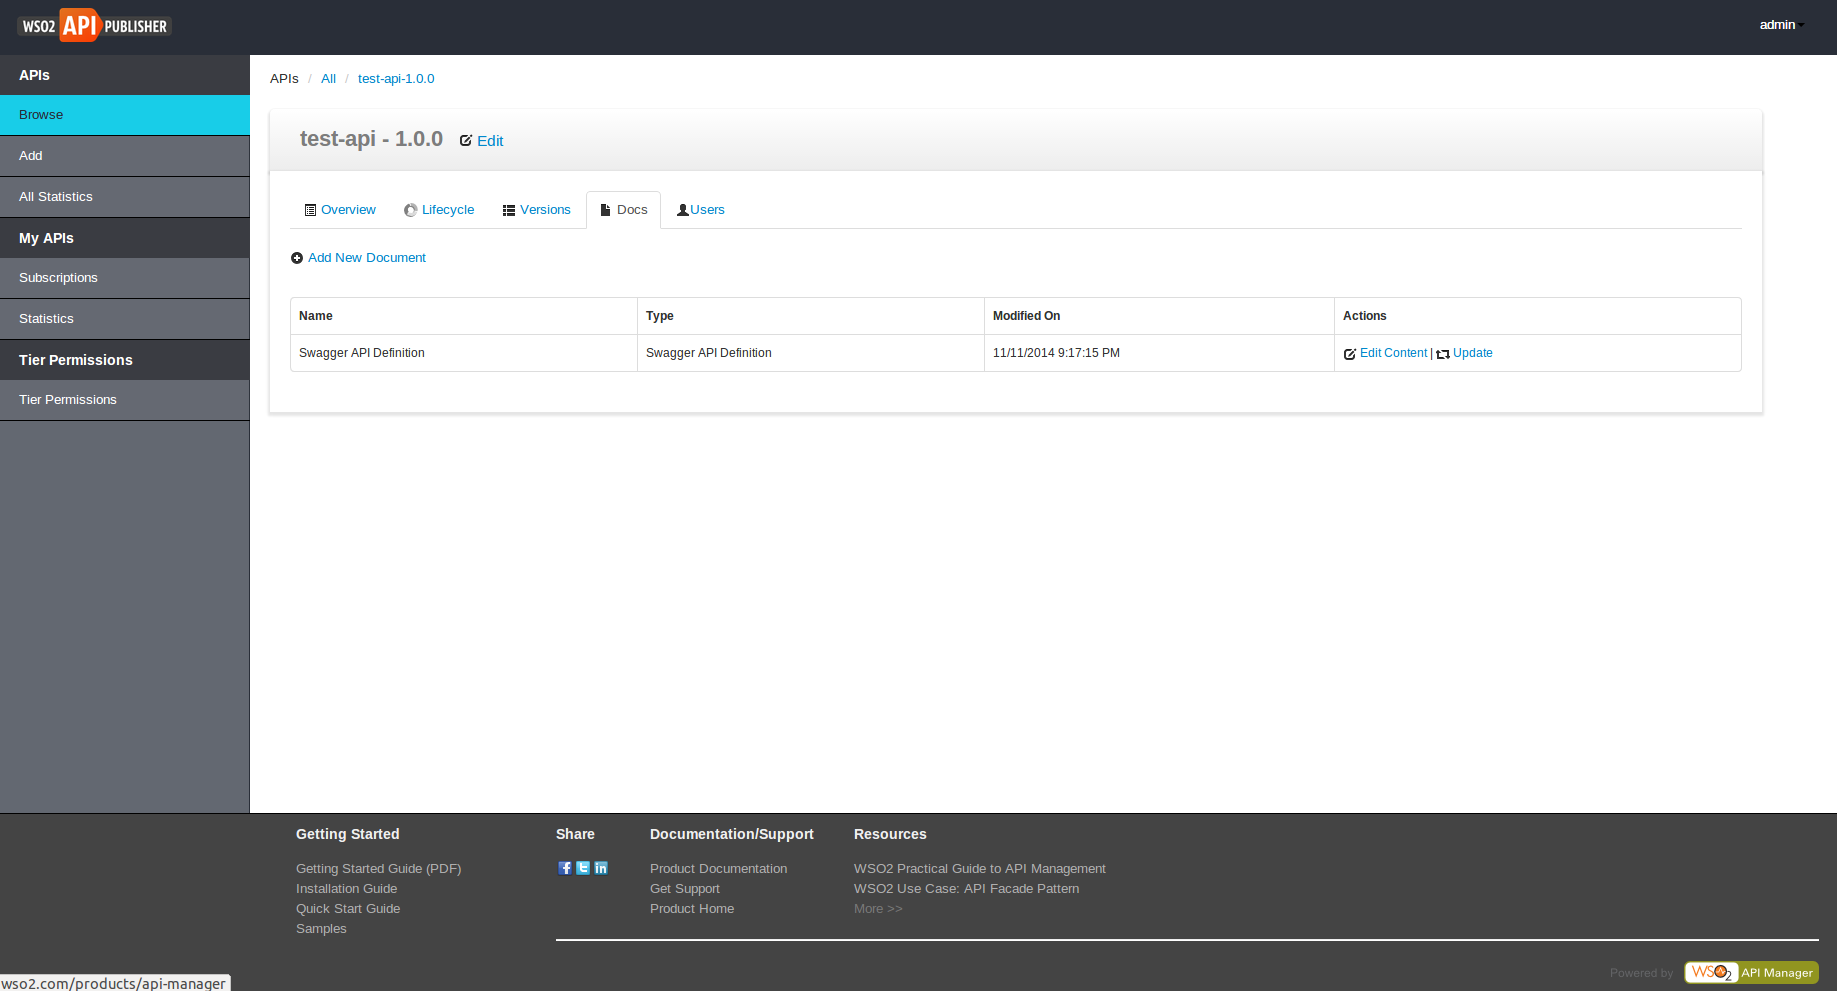 WSO2 API PUBLISHER
admin
APIs
Browse
Add
All Statistics
My APIs
Subscriptions
Statistics
Tier Permissions
Tier Permissions
APIs / All / test-api-1.0.0
test-api - 1.0.0 Edit
Overview Lifecycle Versions Docs Users
Add New Document
Name Type Modified On Actions
Swagger API Definition Swagger API Definition 11/11/2014 9:17:15 PM Edit Content | Update
Getting Started
Getting Started Guide (PDF)
Installation Guide
Quick Start Guide
Samples
Share
f t in
Documentation/Support
Product Documentation
Get Support
Product Home
Resources
WSO2 Practical Guide to API Management
WSO2 Use Case: API Facade Pattern
More >>
Powered by WSO2 API Manager
wso2.com/products/api-manager